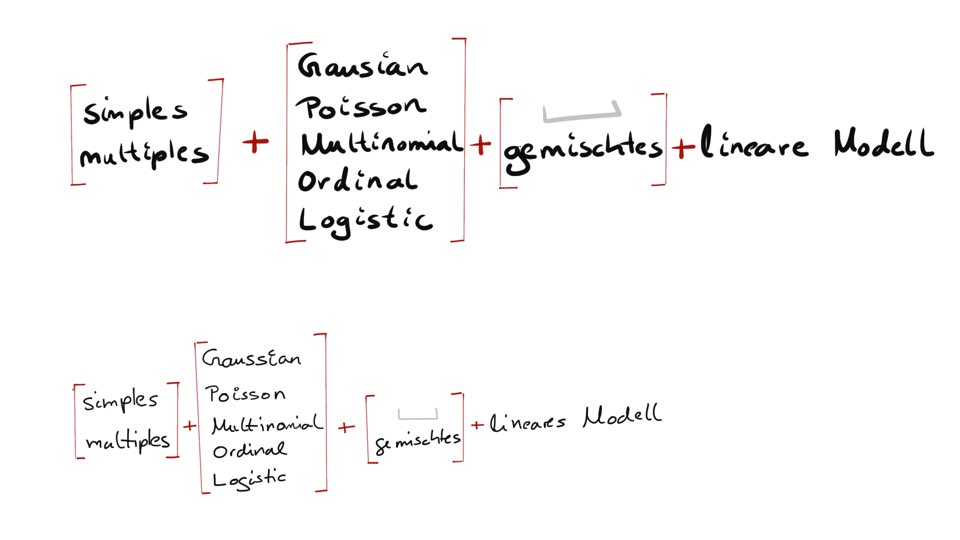 simples
multiples
+
Gausian
Poisson
Multinomial
Ordinal
Logistic
+
gemischtes
+ lineare Modell
simples
multiples
+
Gaussian
Poisson
Multinomial
Ordinal
Logistic
+
gemischtes
+ lineares Modell